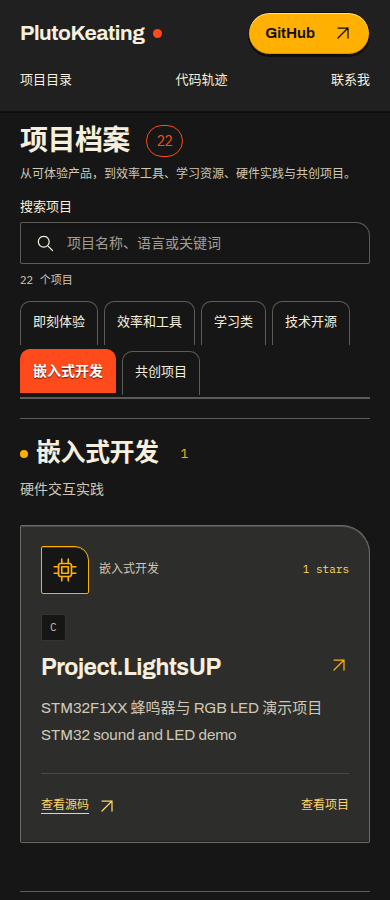 PlutoKeating
GitHub
项目目录
代码轨迹
联系我
项目档案 22
从可体验产品，到效率工具、学习资源、硬件实践与共创项目。
搜索项目
项目名称、语言或关键词
22 个项目
即刻体验
效率和工具
学习类
技术开源
嵌入式开发
共创项目
嵌入式开发 1
硬件交互实践
嵌入式开发
1 stars
C
Project.LightsUP
STM32F1XX 蜂鸣器与 RGB LED 演示项目
STM32 sound and LED demo
查看源码
查看项目